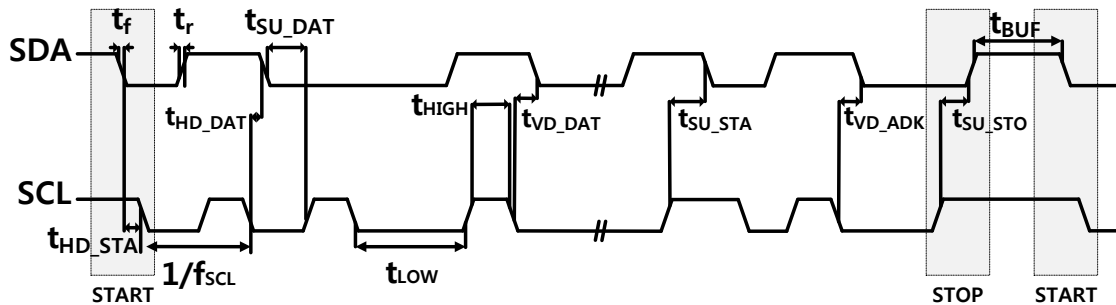 tf tr tSU_DAT tBUF
SDA
tHD_DAT tHIGH tVD_DAT tSU_STA tVD_ADK tSU_STO
SCL
tHD_STA 1/fSCL tLOW
START STOP START